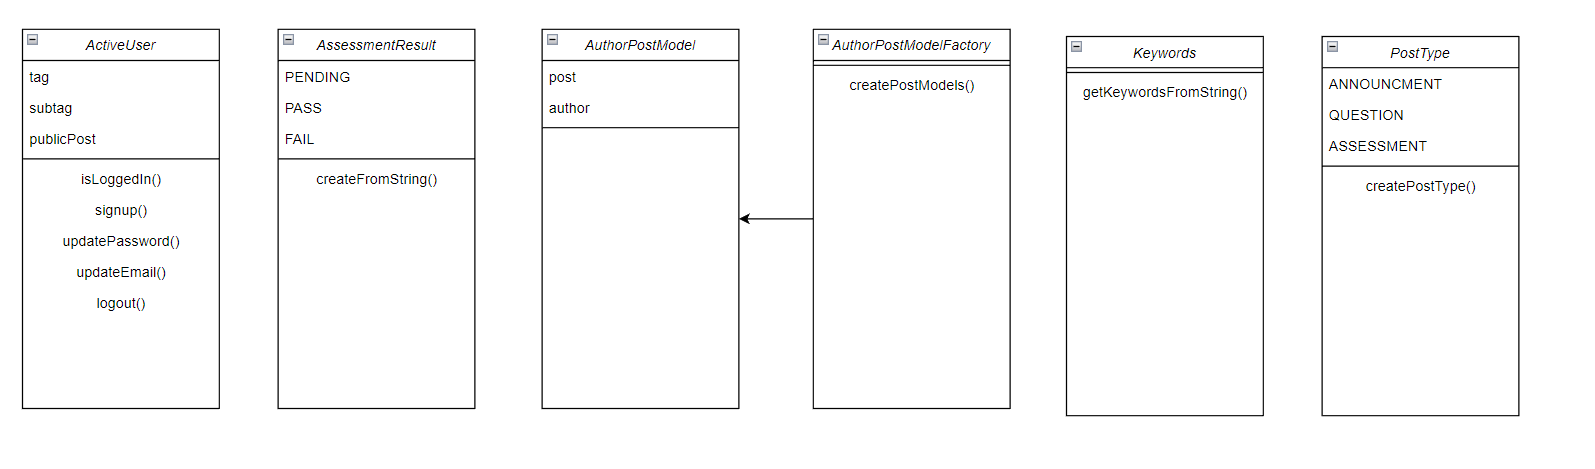 ActiveUser
tag
subtag
publicPost
isLoggedIn()
signup()
updatePassword()
updateEmail()
logout()
AssessmentResult
PENDING
PASS
FAIL
createFromString()
AuthorPostModel
post
author
AuthorPostModelFactory
createPostModels()
Keywords
getKeywordsFromString()
PostType
ANNOUNCMENT
QUESTION
ASSESSMENT
createPostType()